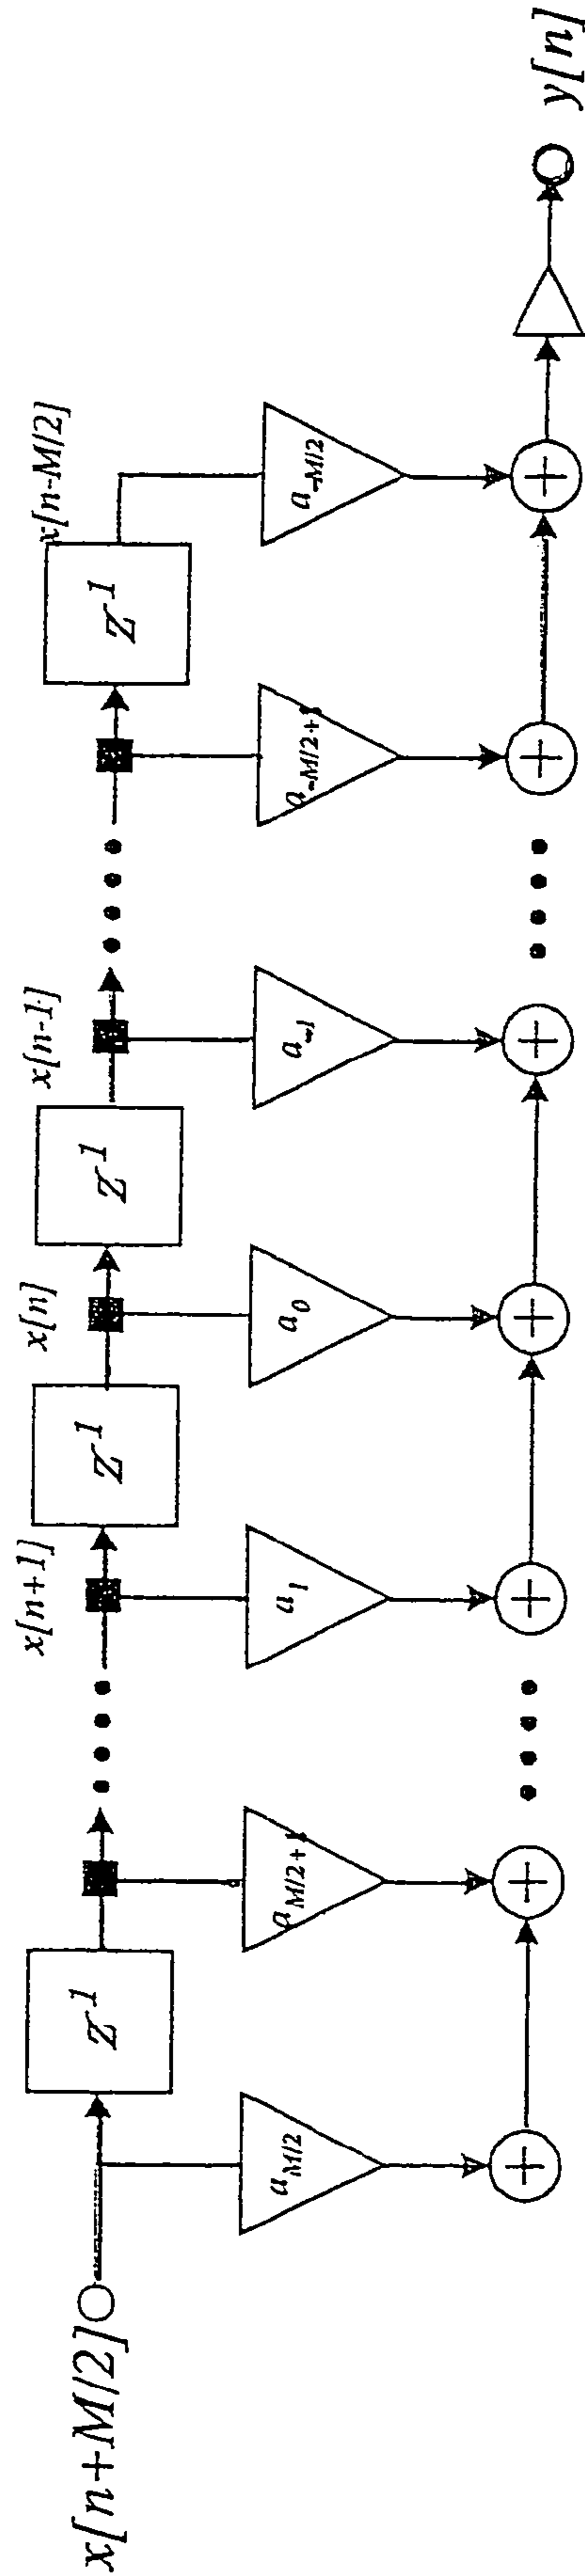 x[n+M/2]
x[n+1]
x[n]
x[n-1]
x[n-M/2]
z⁻¹
z⁻¹
z⁻¹
z⁻¹
a_M/2
a_M/2+1
a_1
a_0
a_-1
a_-M/2+1
a_-M/2
+
+
+
+
+
+
+
y[n]